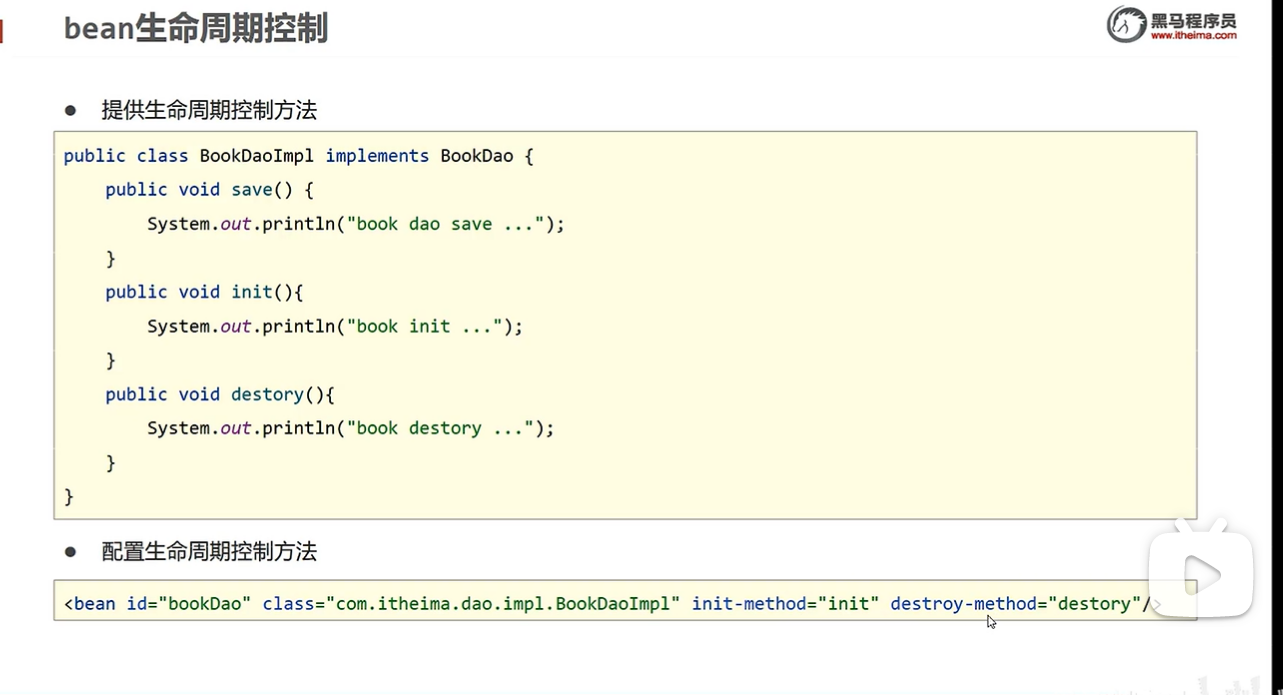 bean生命周期控制
黑马程序员
www.itheima.com
● 提供生命周期控制方法
public class BookDaoImpl implements BookDao {
    public void save() {
        System.out.println("book dao save ...");
    }
    public void init(){
        System.out.println("book init ...");
    }
    public void destory(){
        System.out.println("book destory ...");
    }
}
● 配置生命周期控制方法
<bean id="bookDao" class="com.itheima.dao.impl.BookDaoImpl" init-method="init" destroy-method="destory"/>